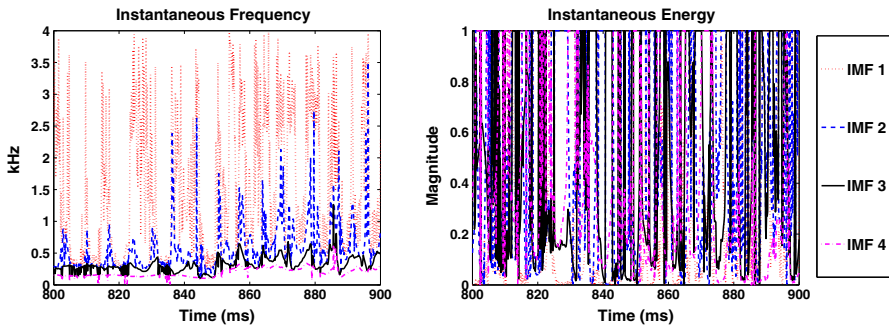 Instantaneous Frequency
4
3.5
3
2.5
2
1.5
1
0.5
0
kHz
800 820 840 860 880 900
Time (ms)
Instantaneous Energy
1
0.8
0.6
0.4
0.2
0
Magnitude
800 820 840 860 880 900
Time (ms)
IMF 1
IMF 2
IMF 3
IMF 4